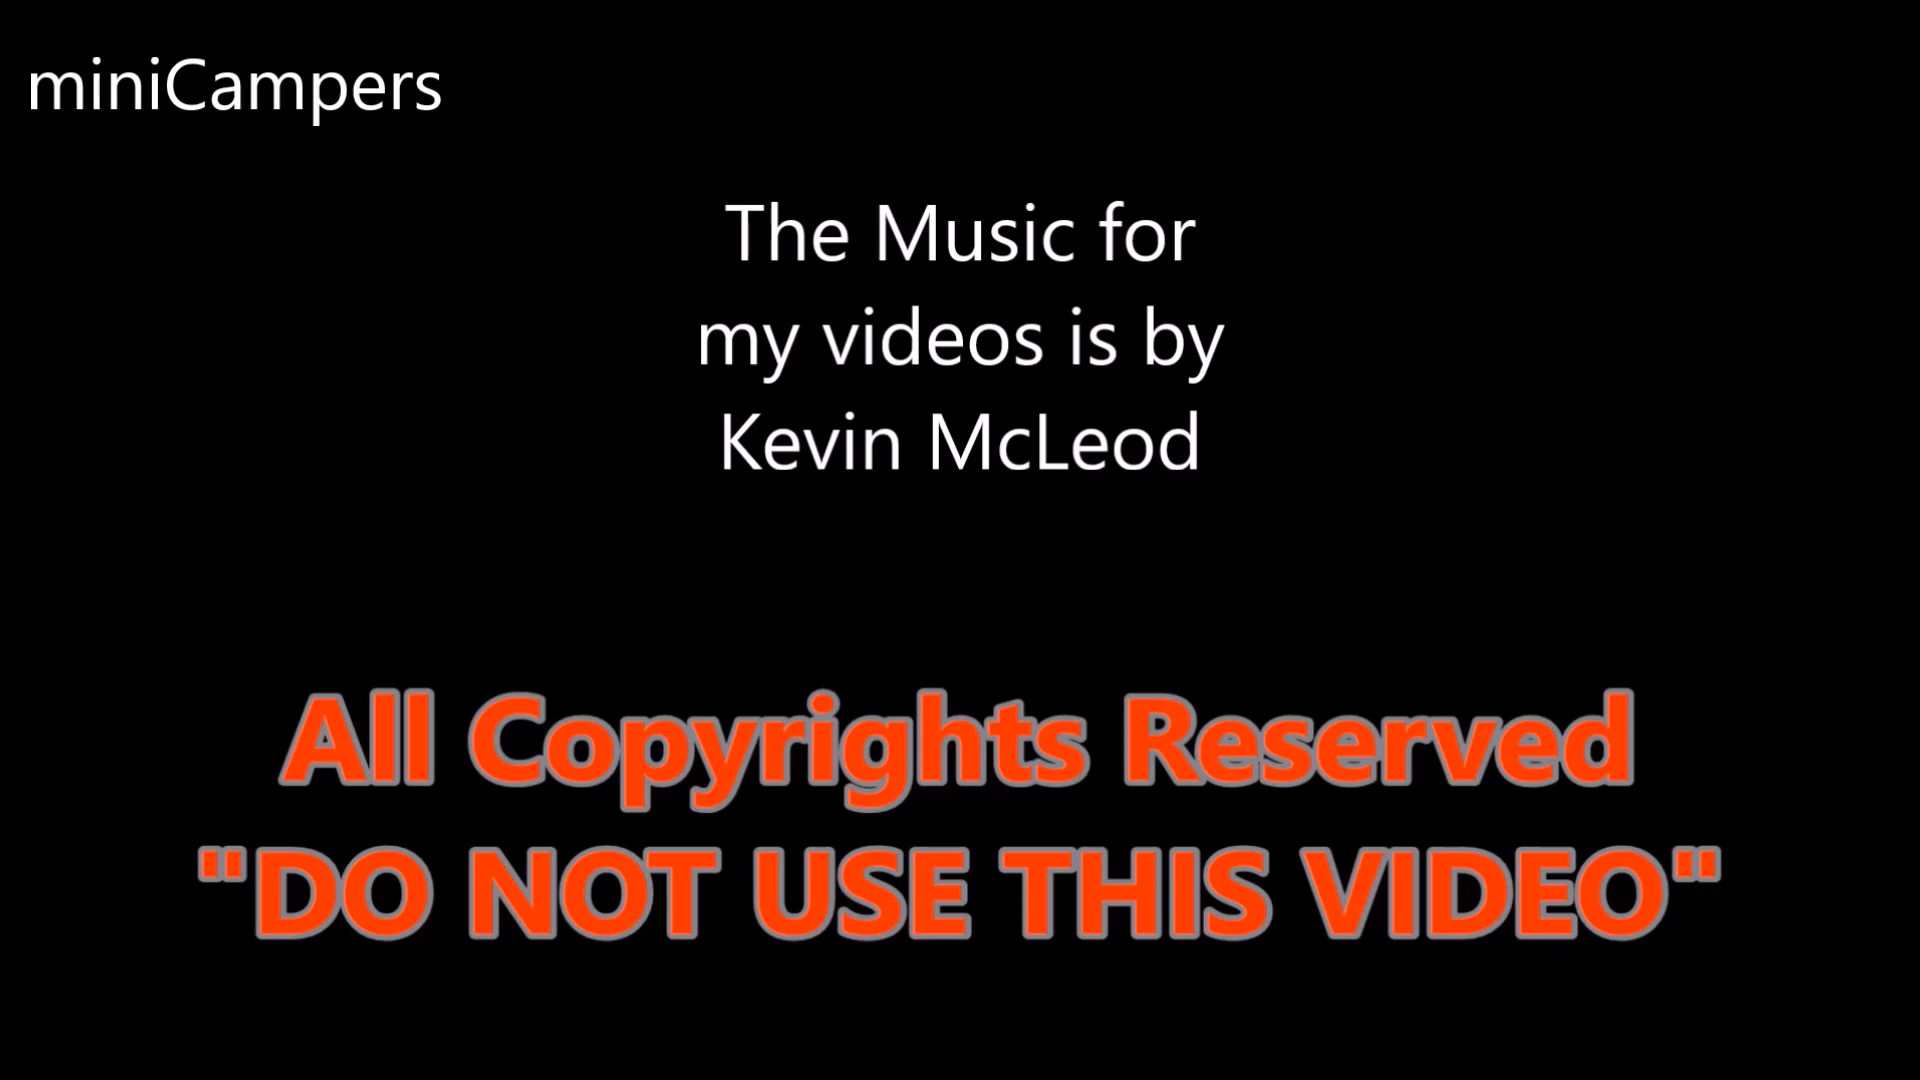 miniCampers
The Music for
my videos is by
Kevin McLeod
All Copyrights Reserved
"DO NOT USE THIS VIDEO"